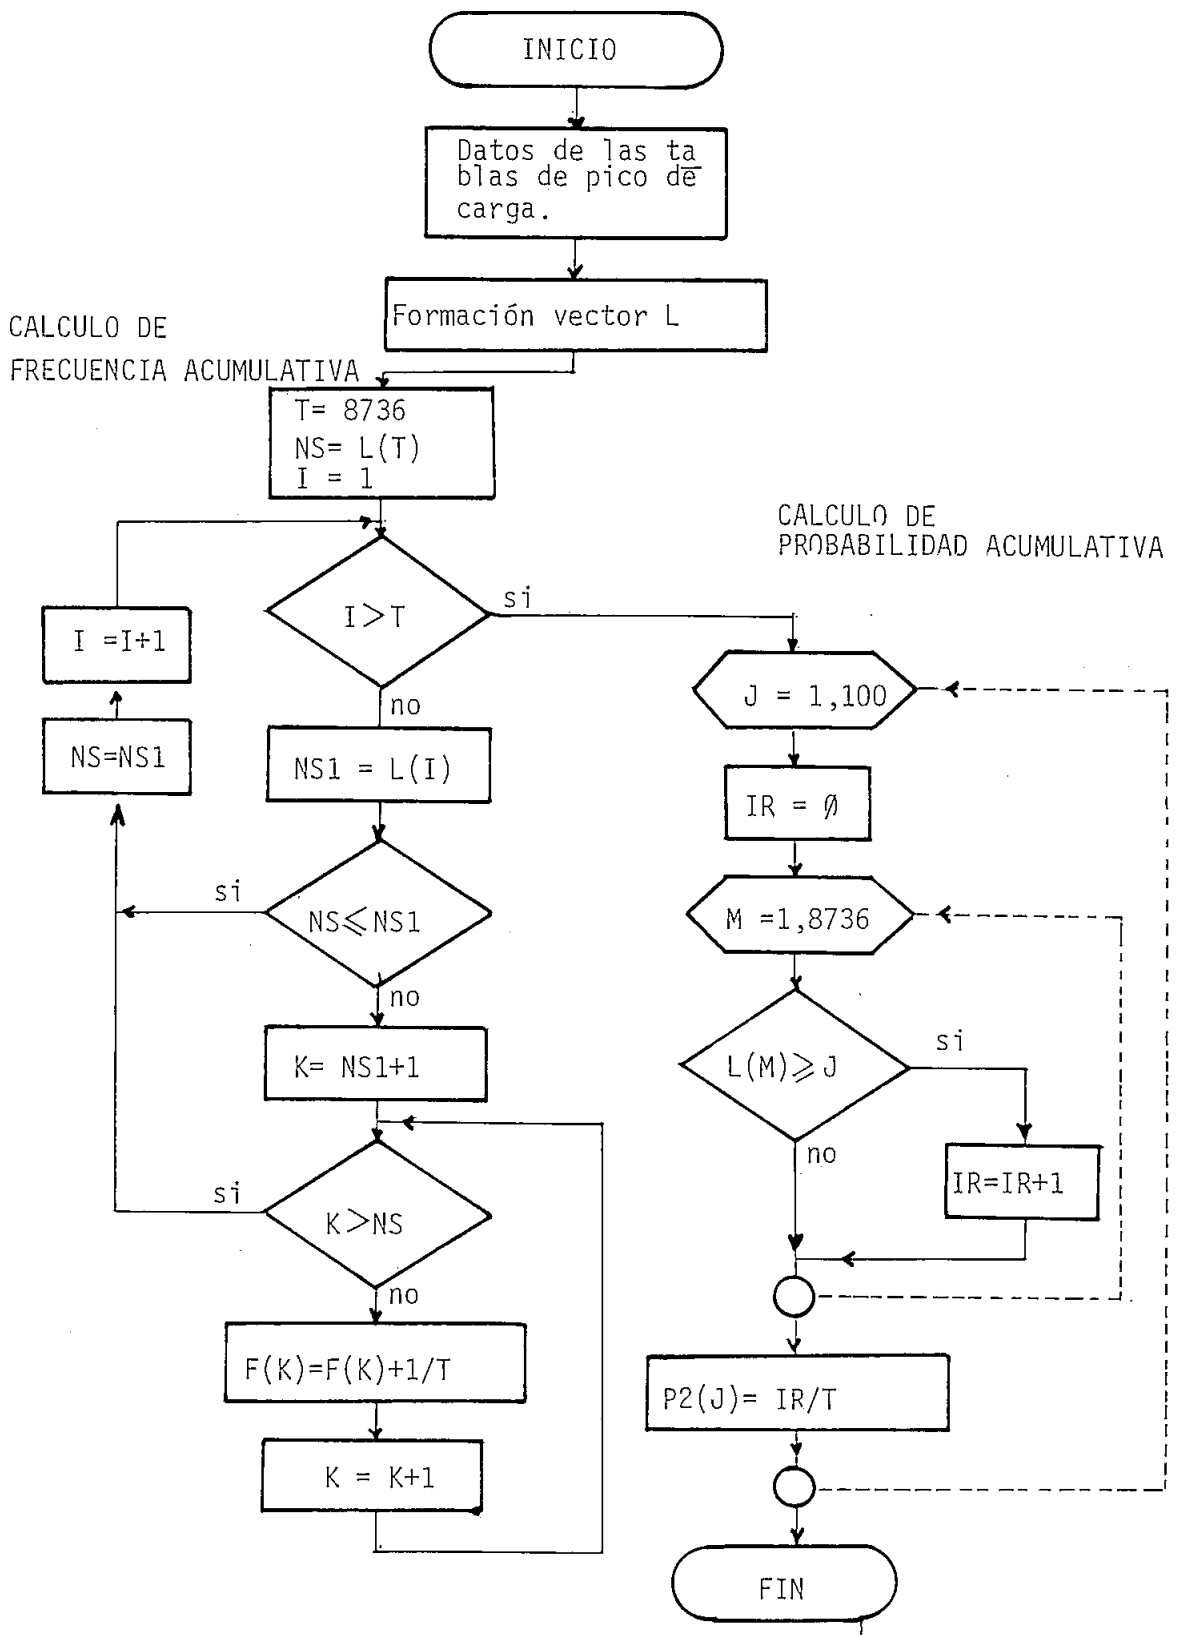 INICIO
Datos de las ta
blas de pico de
carga.
Formación vector L
CALCULO DE
FRECUENCIA ACUMULATIVA
T= 8736
NS= L(T)
I = 1
I>T
si
no
I =I+1
NS=NS1
NS1 = L(I)
NS≤NS1
si
no
K= NS1+1
K>NS
si
no
F(K)=F(K)+1/T
K = K+1
CALCULO DE
PROBABILIDAD ACUMULATIVA
J = 1,100
IR = Ø
M =1,8736
L(M)≥J
si
no
IR=IR+1
P2(J)= IR/T
FIN